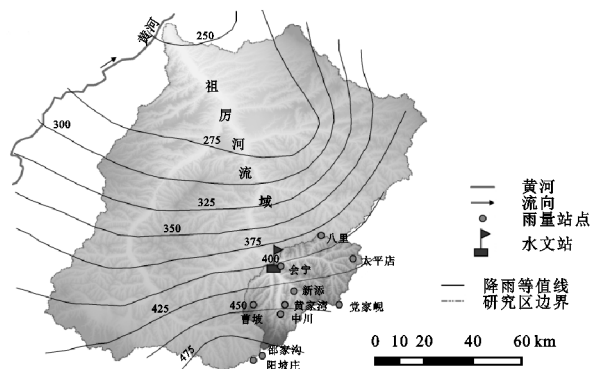 黄河
250
祖
厉
河
流
域
300
275
325
350
375
400
425
450
475
八里
太平店
会宁
新添
黄家湾
党家岘
曹坡
中川
邵家沟
阳坡庄
黄河
流向
雨量站点
水文站
降雨等值线
研究区边界
0 10 20 40 60 km